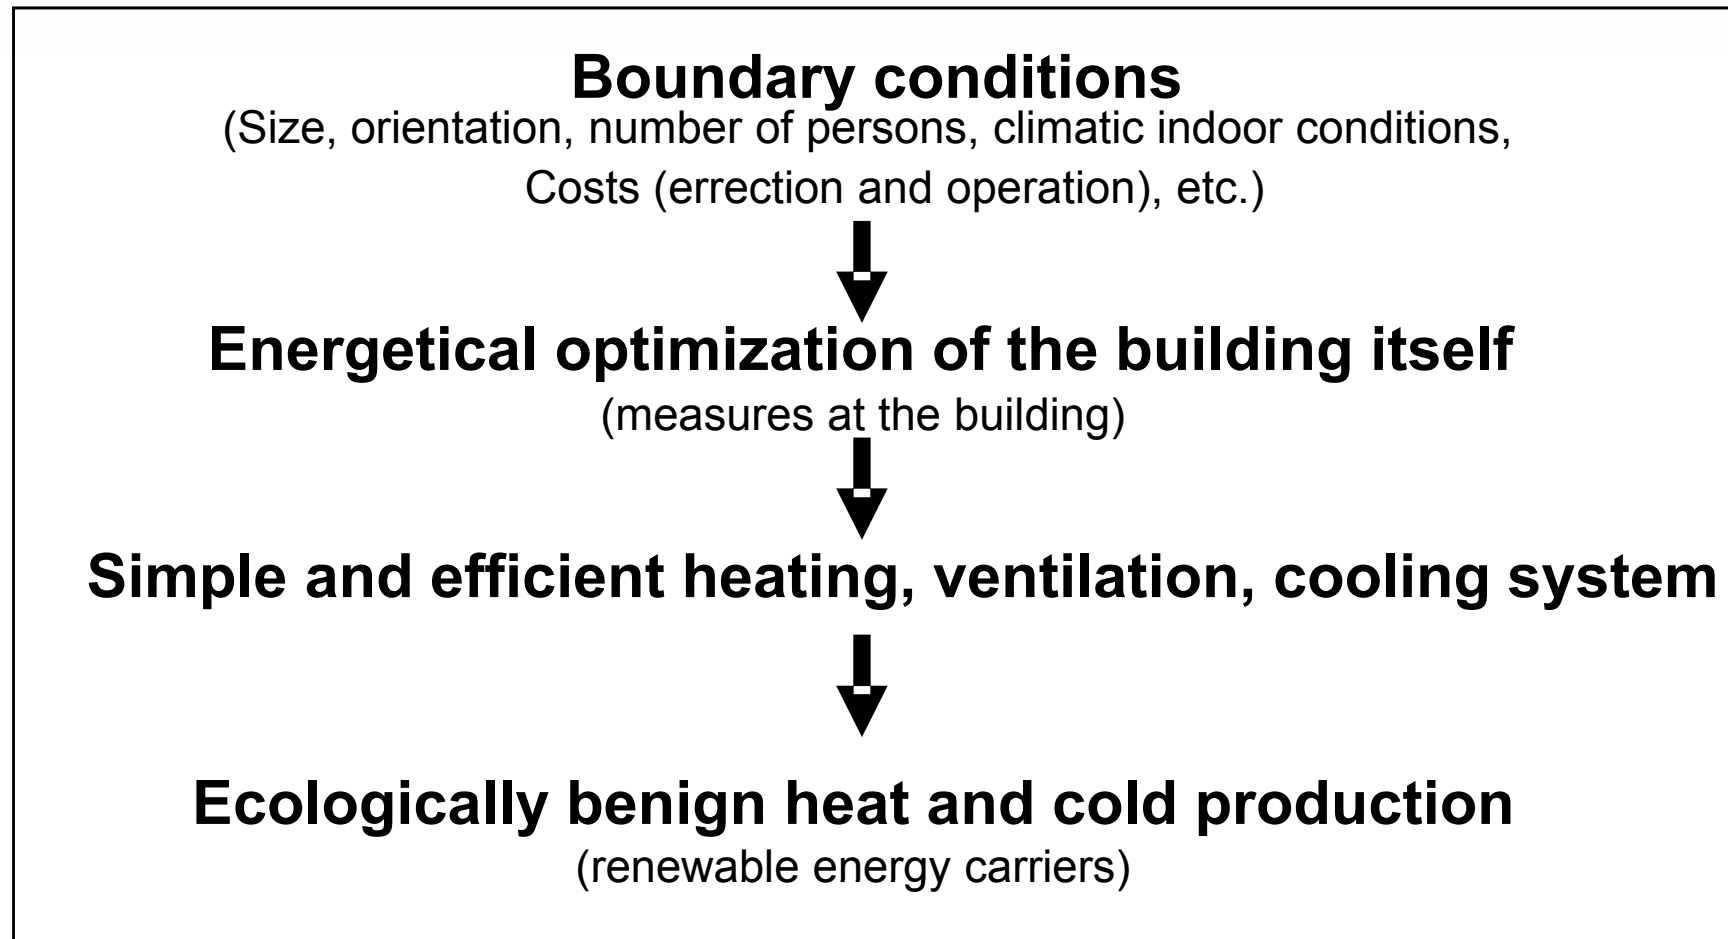 Boundary conditions
(Size, orientation, number of persons, climatic indoor conditions,
Costs (errection and operation), etc.)
Energetical optimization of the building itself
(measures at the building)
Simple and efficient heating, ventilation, cooling system
Ecologically benign heat and cold production
(renewable energy carriers)